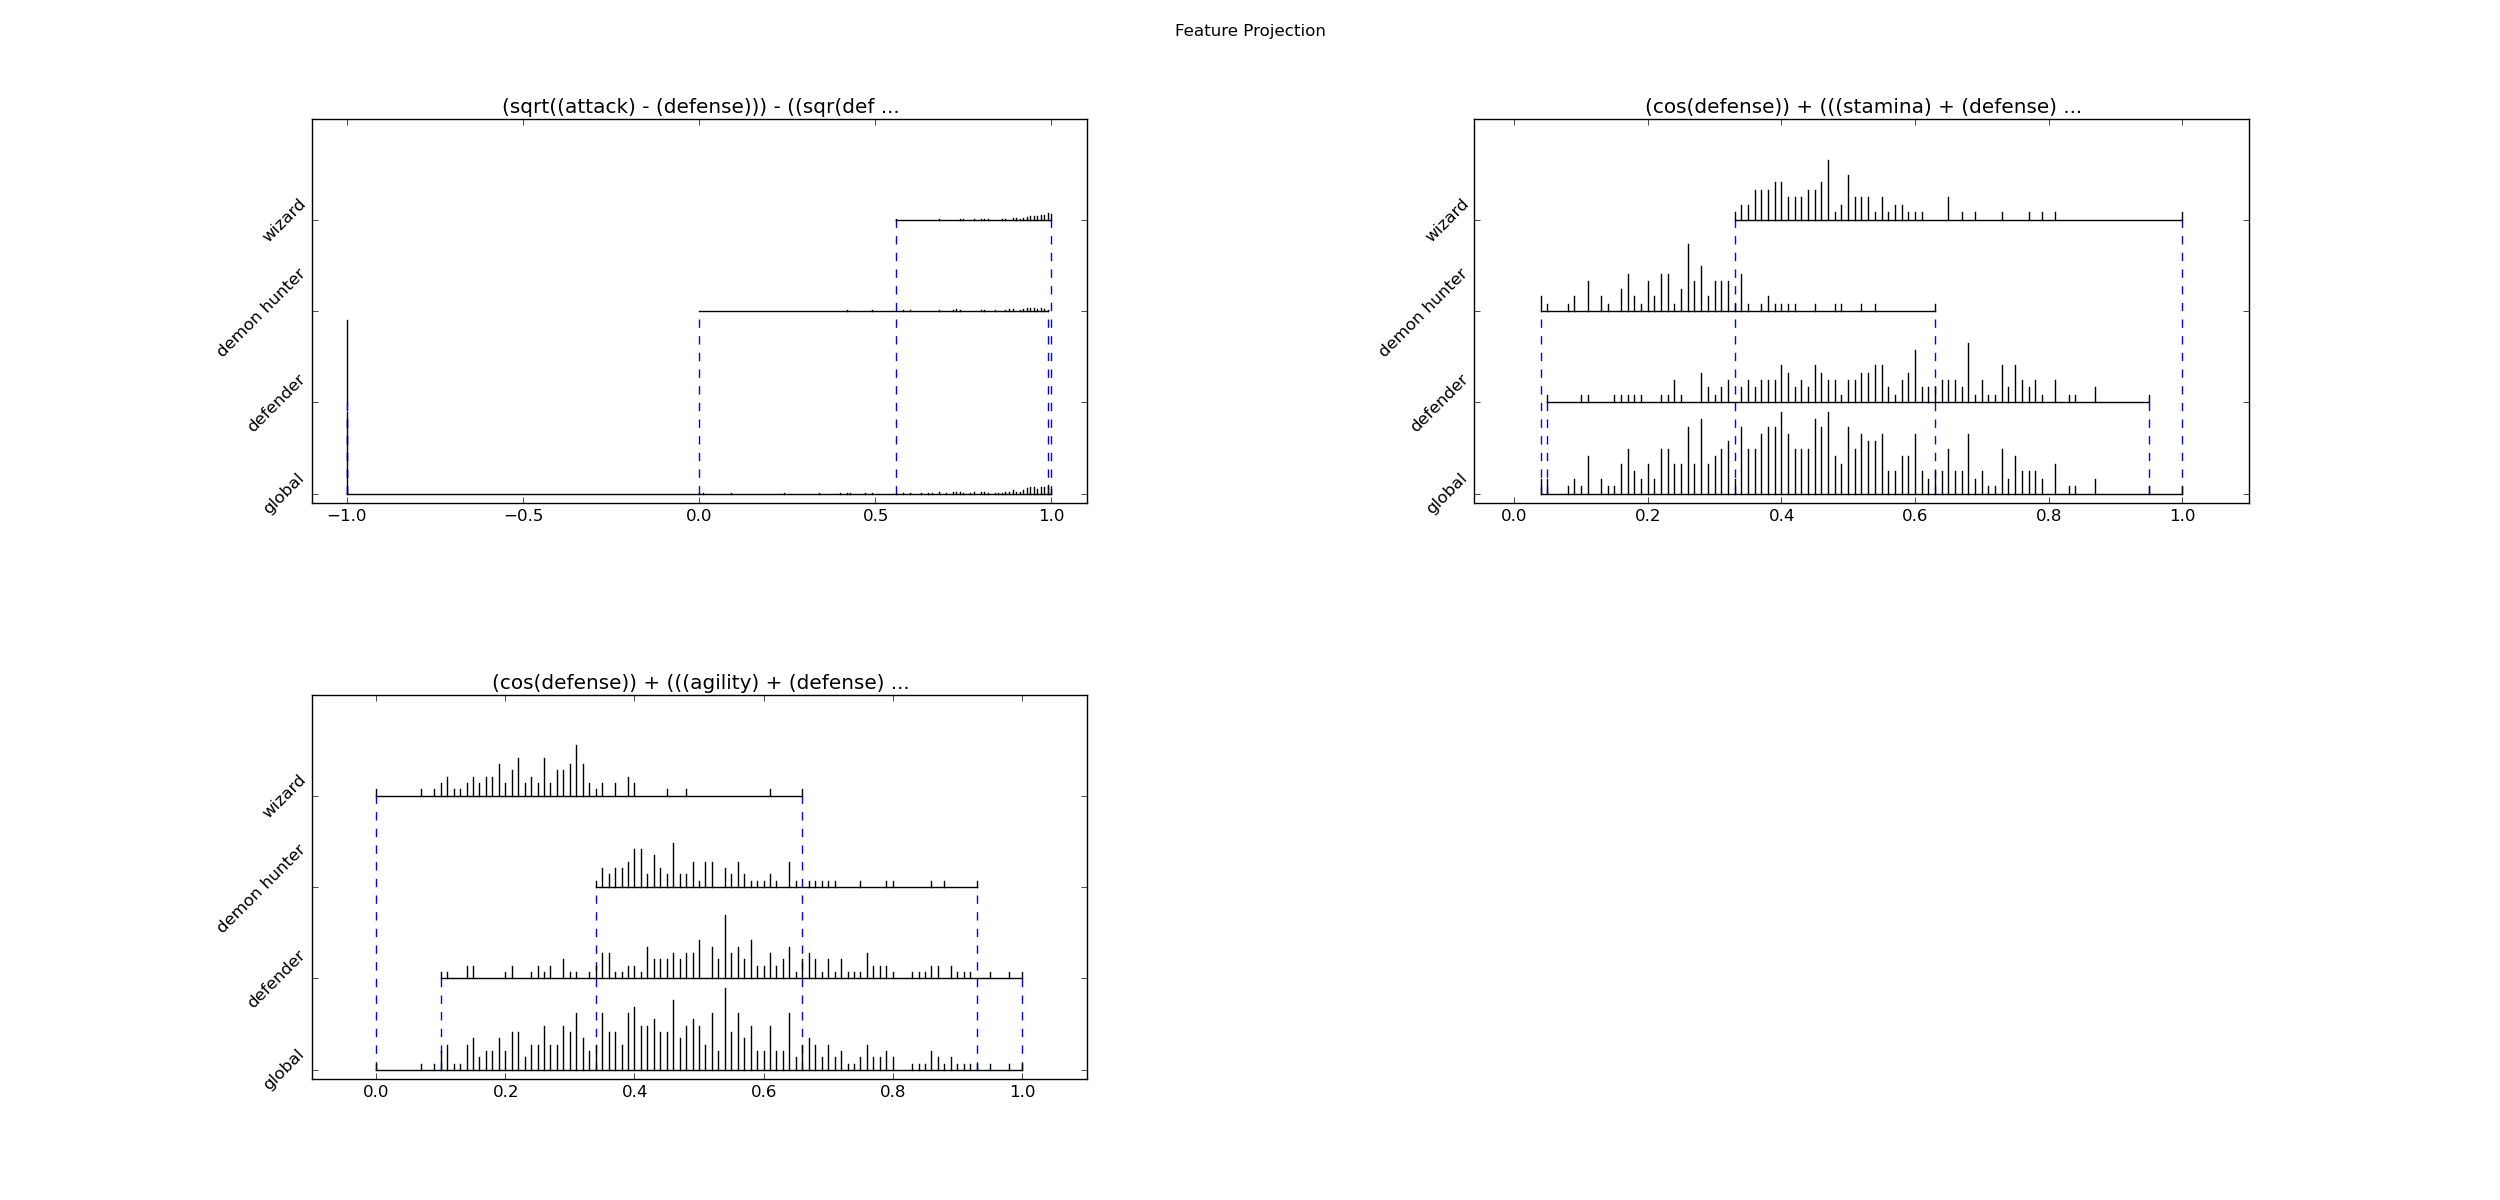 Feature Projection
(sqrt((attack) - (defense))) - ((sqr(def ...
wizard
demon hunter
defender
global
−1.0 −0.5 0.0 0.5 1.0
(cos(defense)) + (((stamina) + (defense) ...
wizard
demon hunter
defender
global
0.0 0.2 0.4 0.6 0.8 1.0
(cos(defense)) + (((agility) + (defense) ...
wizard
demon hunter
defender
global
0.0 0.2 0.4 0.6 0.8 1.0